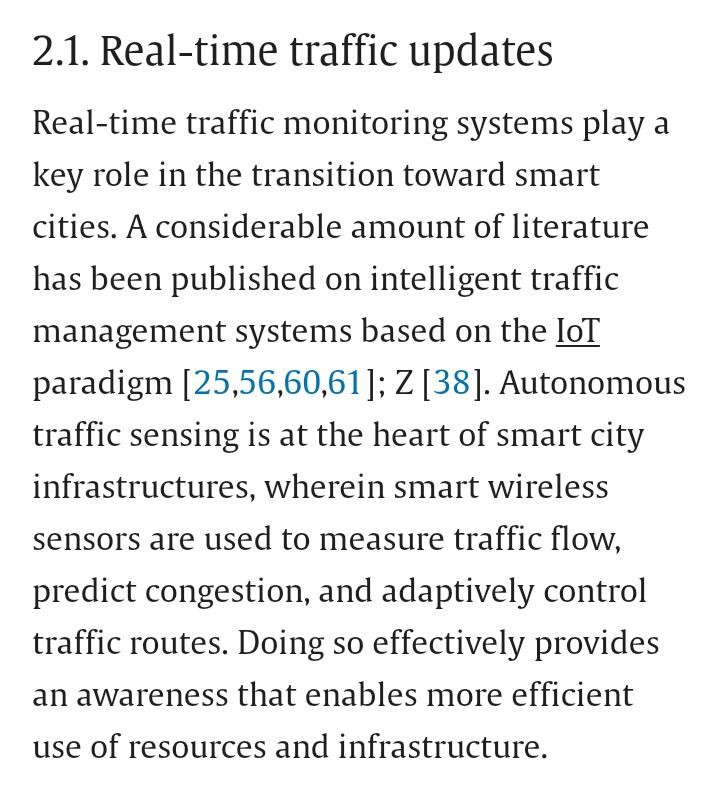 2.1. Real-time traffic updates
Real-time traffic monitoring systems play a
key role in the transition toward smart
cities. A considerable amount of literature
has been published on intelligent traffic
management systems based on the IoT
paradigm [25,56,60,61]; Z [38]. Autonomous
traffic sensing is at the heart of smart city
infrastructures, wherein smart wireless
sensors are used to measure traffic flow,
predict congestion, and adaptively control
traffic routes. Doing so effectively provides
an awareness that enables more efficient
use of resources and infrastructure.